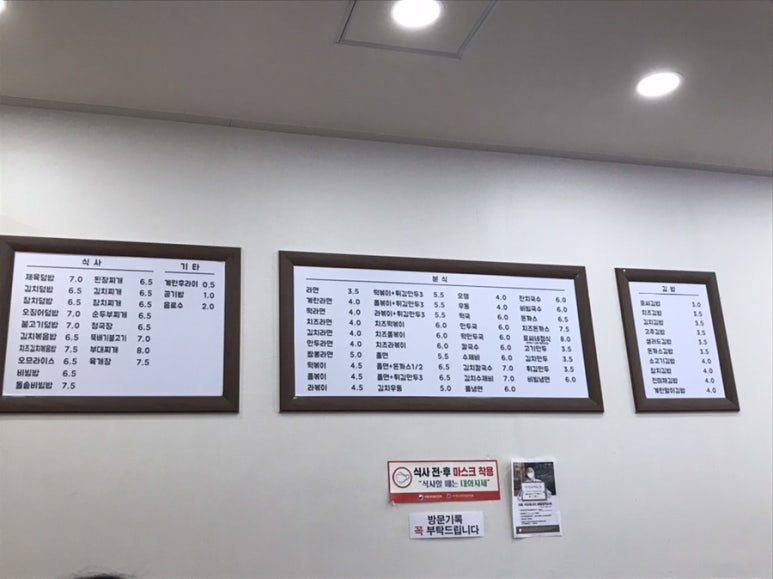 식사
제육덮밥 7.0
김치덮밥 6.5
참치덮밥 6.5
오징어덮밥 7.0
불고기덮밥 7.0
김치볶음밥 6.5
치즈김치볶음밥 7.5
오므라이스 6.5
비빔밥 6.5
돌솥비빔밥 7.5
된장찌개 6.5
김치찌개 6.5
참치찌개 6.5
순두부찌개 6.5
청국장 6.5
뚝배기불고기 7.0
부대찌개 8.0
육개장 7.5
기타
계란후라이 0.5
공기밥 1.0
음료수 2.0
분식
라면 3.5
계란라면 4.0
떡라면 4.0
치즈라면 4.0
김치라면 4.0
만두라면 4.0
짬뽕라면 5.0
떡볶이 4.5
쫄볶이 4.5
라볶이 4.5
떡볶이+튀김만두3 5.5
쫄볶이+튀김만두3 5.5
라볶이+튀김만두3 5.5
치즈떡볶이 6.0
치즈쫄볶이 6.0
치즈라볶이 6.0
쫄면 5.5
쫄면+돈까스1/2 6.5
쫄면+튀김만두3 6.5
김치우동 5.0
오뎅 4.0
우동 4.0
떡국 6.0
만두국 6.0
떡만두국 6.0
칼국수 6.0
수제비 6.0
김치칼국수 7.0
김치수제비 7.0
물냉면 6.0
잔치국수 6.0
비빔국수 6.0
돈까스 6.5
치즈돈까스 7.5
8.0
고기만두 3.5
김치만두 3.5
튀김만두 3.5
비빔냉면 6.0
김밥
3.0
치즈김밥 3.5
김치김밥 3.5
고추김밥 3.5
샐러드김밥 3.5
돈까스김밥 3.5
소고기김밥 4.0
참치김밥 4.0
진미채김밥 4.0
계란말이김밥 4.0
식사 전·후 마스크 착용
"식사할 때는 대화자제"
방문기록
꼭 부탁드립니다